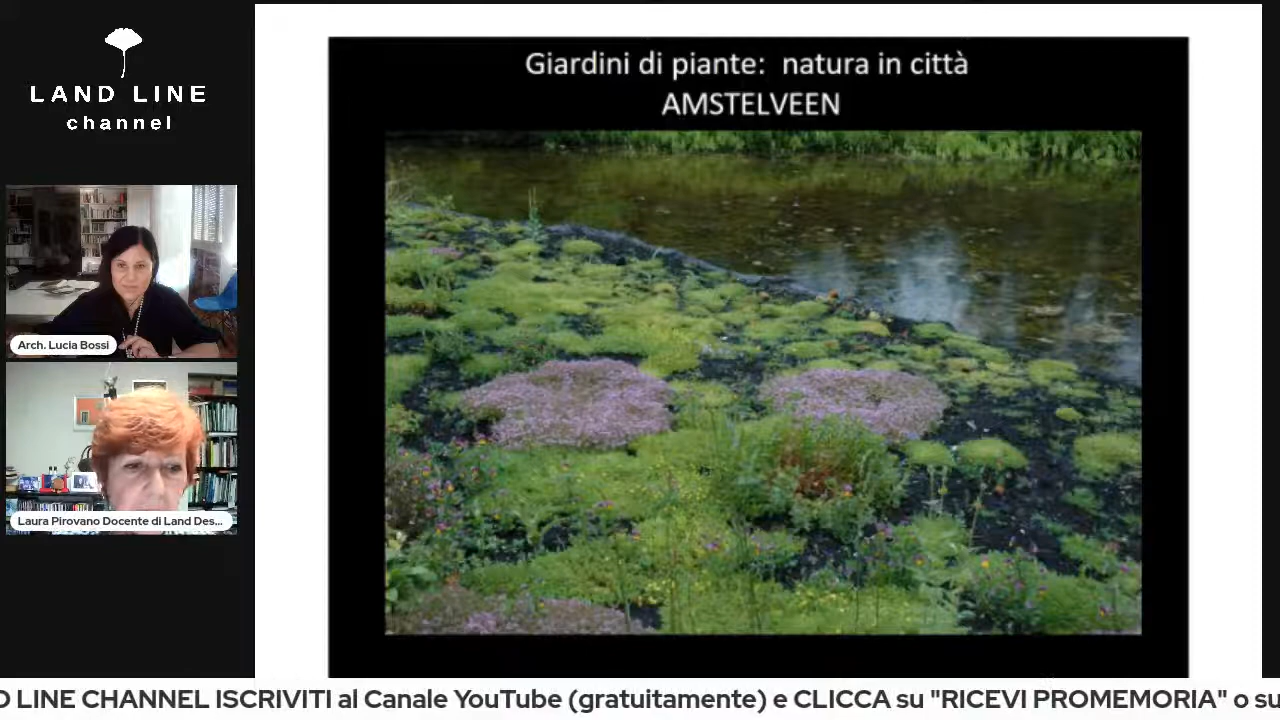 LAND LINE
channel
Arch. Lucia Bossi
Laura Pirovano Docente di Land Des...
Giardini di piante: natura in città
AMSTELVEEN
D LINE CHANNEL ISCRIVITI al Canale YouTube (gratuitamente) e CLICCA su "RICEVI PROMEMORIA" o su